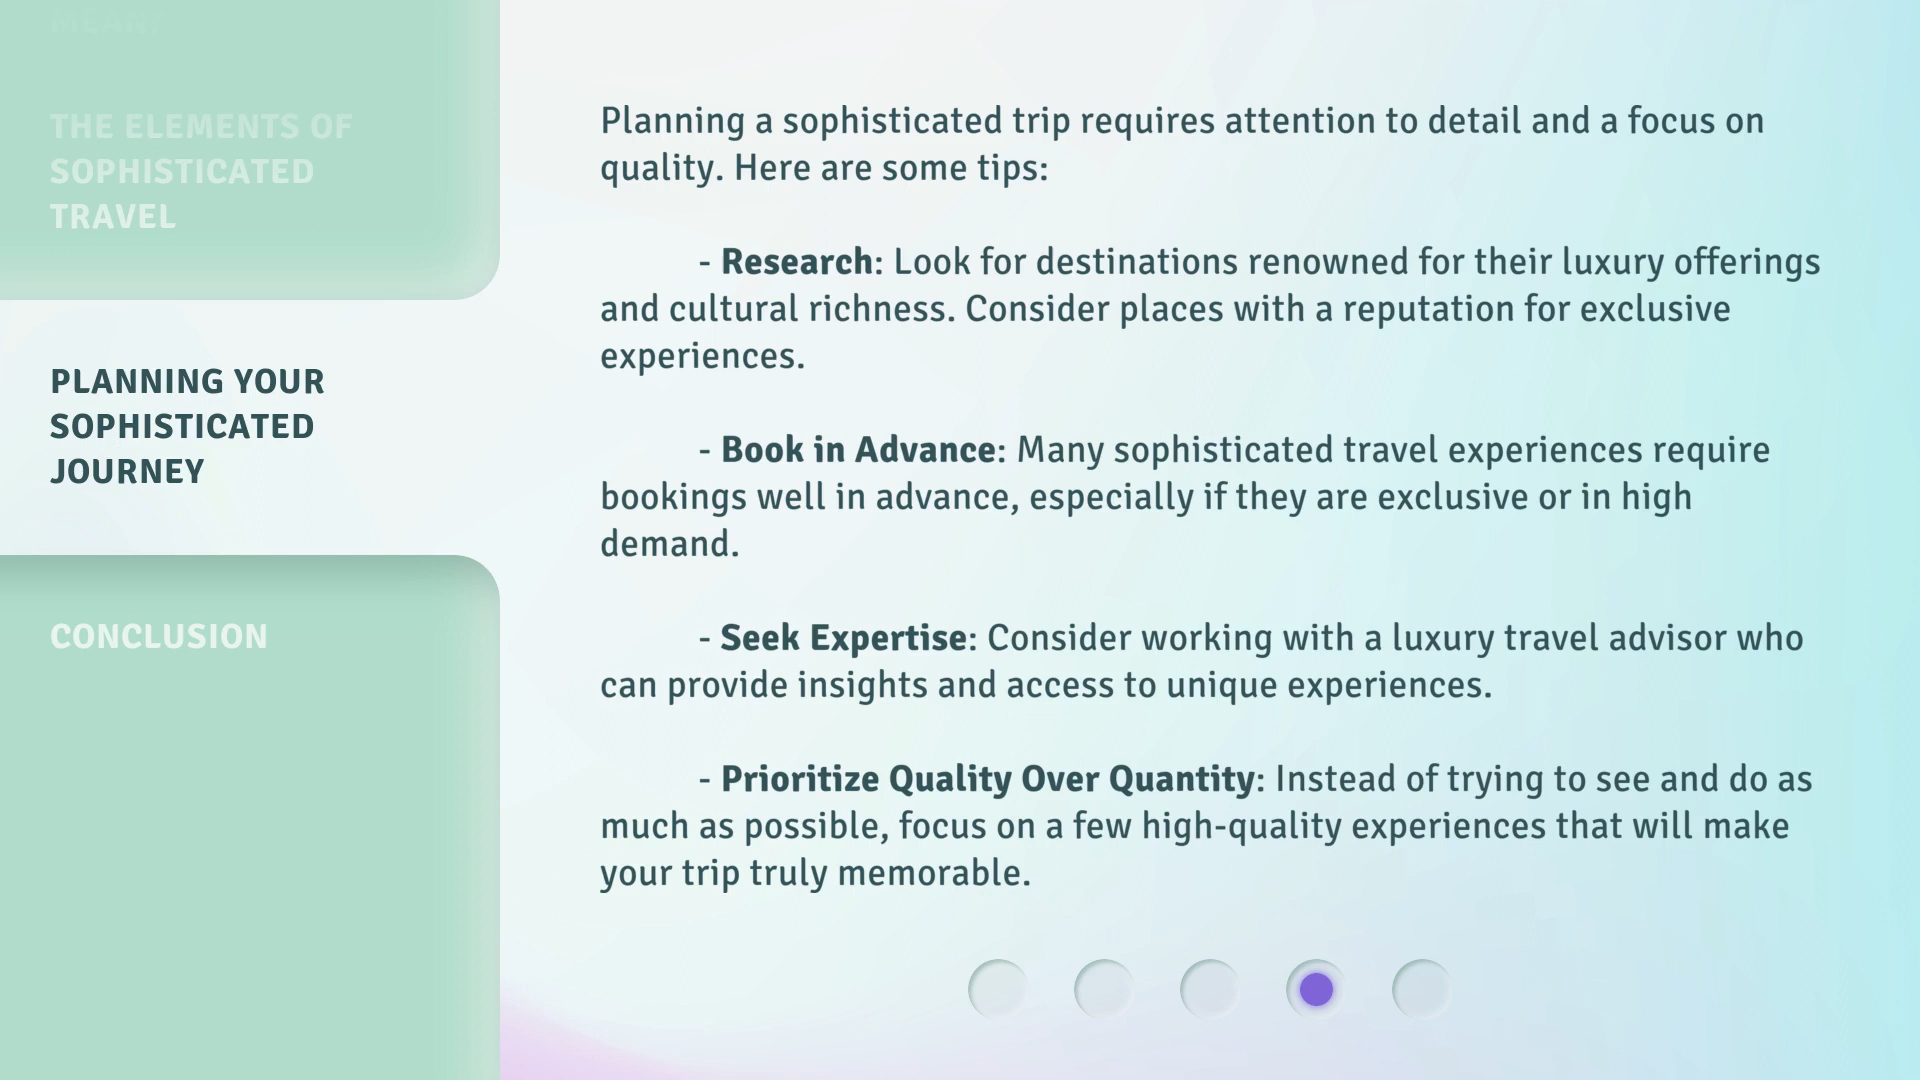 THE ELEMENTS OF
SOPHISTICATED
TRAVEL
PLANNING YOUR
SOPHISTICATED
JOURNEY
CONCLUSION
Planning a sophisticated trip requires attention to detail and a focus on
quality. Here are some tips:
- Research: Look for destinations renowned for their luxury offerings
and cultural richness. Consider places with a reputation for exclusive
experiences.
- Book in Advance: Many sophisticated travel experiences require
bookings well in advance, especially if they are exclusive or in high
demand.
- Seek Expertise: Consider working with a luxury travel advisor who
can provide insights and access to unique experiences.
- Prioritize Quality Over Quantity: Instead of trying to see and do as
much as possible, focus on a few high-quality experiences that will make
your trip truly memorable.